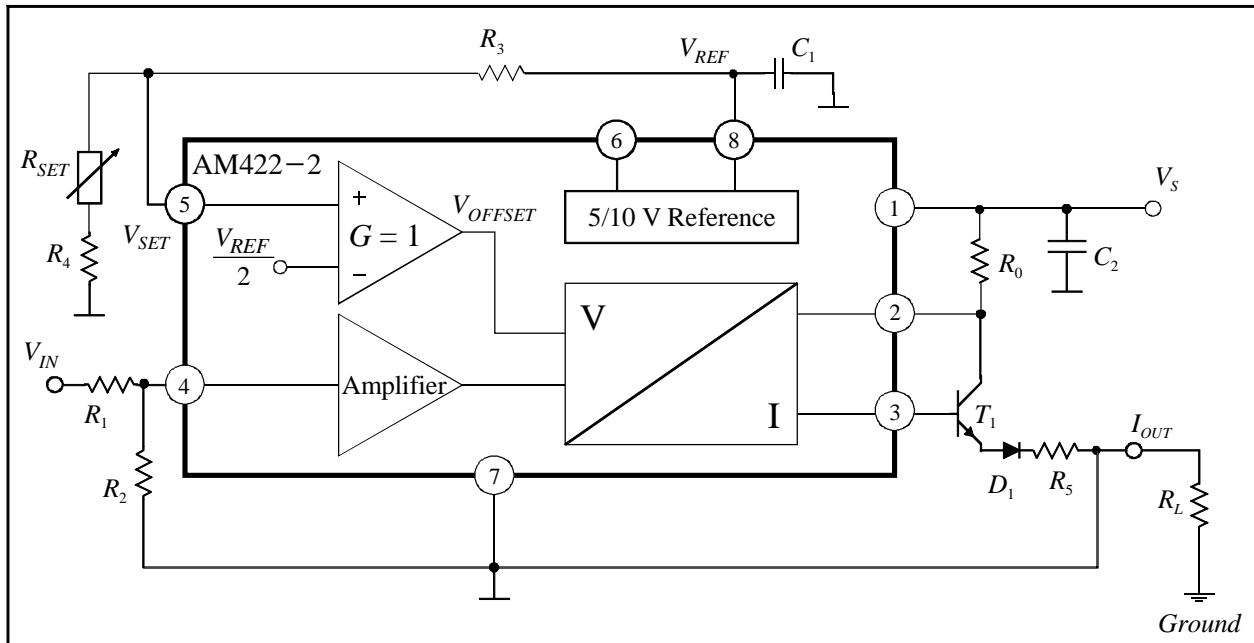 R3
VREF
C1
6
8
RSET
AM422−2
5
+
VOFFSET
5/10 V Reference
1
VS
VSET
G = 1
VREF
2
−
R4
R0
C2
V
2
VIN
4
Amplifier
I
3
T1
IOUT
R1
R2
7
D1
R5
RL
Ground